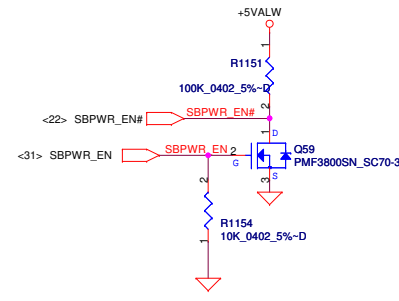 +5VALW
1
R1151
100K_0402_5%~D
2
<22> SBPWR_EN#
SBPWR_EN#
1
D
Q59
PMF3800SN_SC70-3
<31> SBPWR_EN
SBPWR_EN
2
G
S
3
2
R1154
10K_0402_5%~D
1